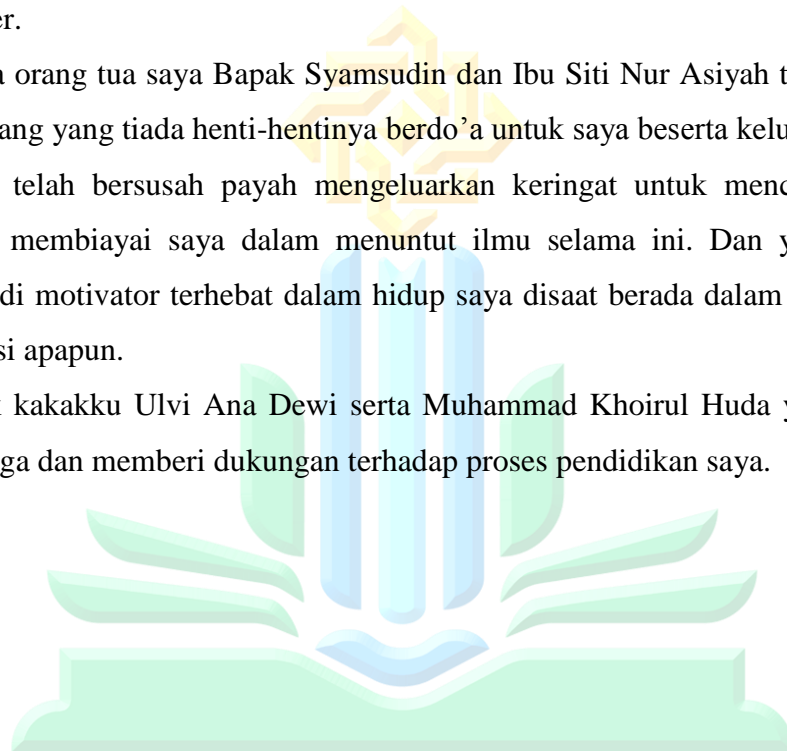 er.
a orang tua saya Bapak Syamsudin dan Ibu Siti Nur Asiyah t
ang yang tiada henti-hentinya berdo’a untuk saya beserta kelu
telah bersusah payah mengeluarkan keringat untuk menc
membiayai saya dalam menuntut ilmu selama ini. Dan y
di motivator terhebat dalam hidup saya disaat berada dalam
si apapun.
k kakakku Ulvi Ana Dewi serta Muhammad Khoirul Huda y
ga dan memberi dukungan terhadap proses pendidikan saya.